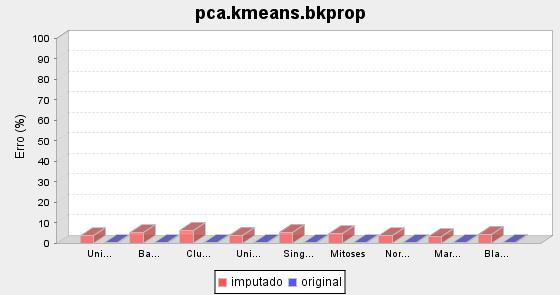 pca.kmeans.bkprop
100
90
80
70
60
50
40
30
20
10
0
Erro (%)
Uni... Ba... Clu... Uni... Sing... Mitoses Nor... Mar... Bla...
imputado original